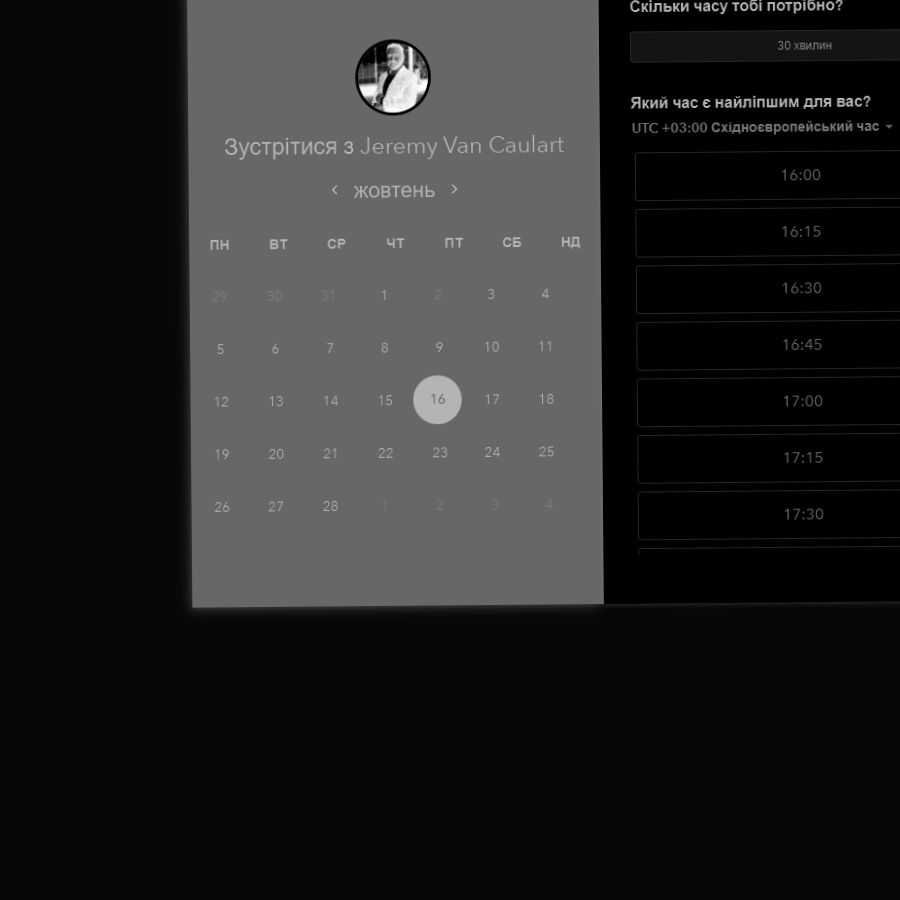 Зустрітися з Jeremy Van Caulart
жовтень
ПН ВТ СР ЧТ ПТ СБ НД
29 30 31 1 2 3 4
5 6 7 8 9 10 11
12 13 14 15 16 17 18
19 20 21 22 23 24 25
26 27 28 1 2 3 4
Скільки часу тобі потрібно?
30 хвилин
Який час є найліпшим для вас?
UTC +03:00 Східноєвропейський час
16:00
16:15
16:30
16:45
17:00
17:15
17:30